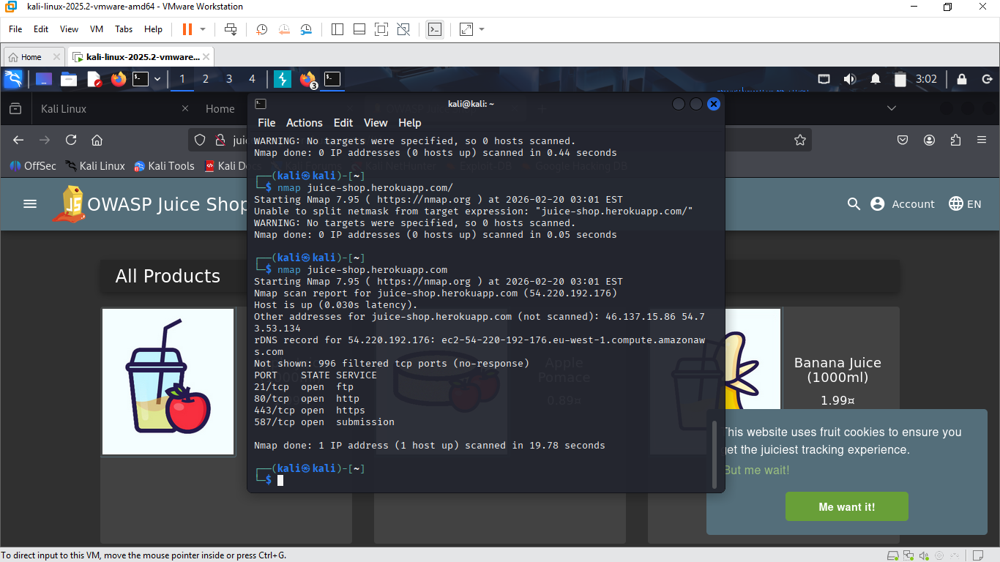 kali-linux-2025.2-vmware-amd64 - VMware Workstation
File Edit View VM Tabs Help
Home
kali-linux-2025.2-vmware...
1 2 3 4
3
3:02
Kali Linux
Home
kali@kali: ~
File Actions Edit View Help
OffSec Kali Linux Kali Tools Kali Do
Kali NetHunter Exploit-DB Google Hacking DB
WARNING: No targets were specified, so 0 hosts scanned.
Nmap done: 0 IP addresses (0 hosts up) scanned in 0.44 seconds
┌──(kali㉿kali)-[~]
└─$ nmap juice-shop.herokuapp.com/
Starting Nmap 7.95 ( https://nmap.org ) at 2026-02-20 03:01 EST
Unable to split netmask from target expression: "juice-shop.herokuapp.com/"
WARNING: No targets were specified, so 0 hosts scanned.
Nmap done: 0 IP addresses (0 hosts up) scanned in 0.05 seconds
┌──(kali㉿kali)-[~]
└─$ nmap juice-shop.herokuapp.com
Starting Nmap 7.95 ( https://nmap.org ) at 2026-02-20 03:01 EST
Nmap scan report for juice-shop.herokuapp.com (54.220.192.176)
Host is up (0.030s latency).
Other addresses for juice-shop.herokuapp.com (not scanned): 46.137.15.86 54.7
3.53.134
rDNS record for 54.220.192.176: ec2-54-220-192-176.eu-west-1.compute.amazonaw
s.com
Not shown: 996 filtered tcp ports (no-response)
PORT STATE SERVICE
21/tcp open ftp
80/tcp open http
443/tcp open https
587/tcp open submission
Nmap done: 1 IP address (1 host up) scanned in 19.78 seconds
┌──(kali㉿kali)-[~]
└─$
JS
OWASP Juice Shop
Account
EN
All Products
Apple
Pomace
0.89¤
Banana Juice
(1000ml)
1.99¤
This website uses fruit cookies to ensure you
get the juiciest tracking experience.
But me wait!
Me want it!
To direct input to this VM, move the mouse pointer inside or press Ctrl+G.